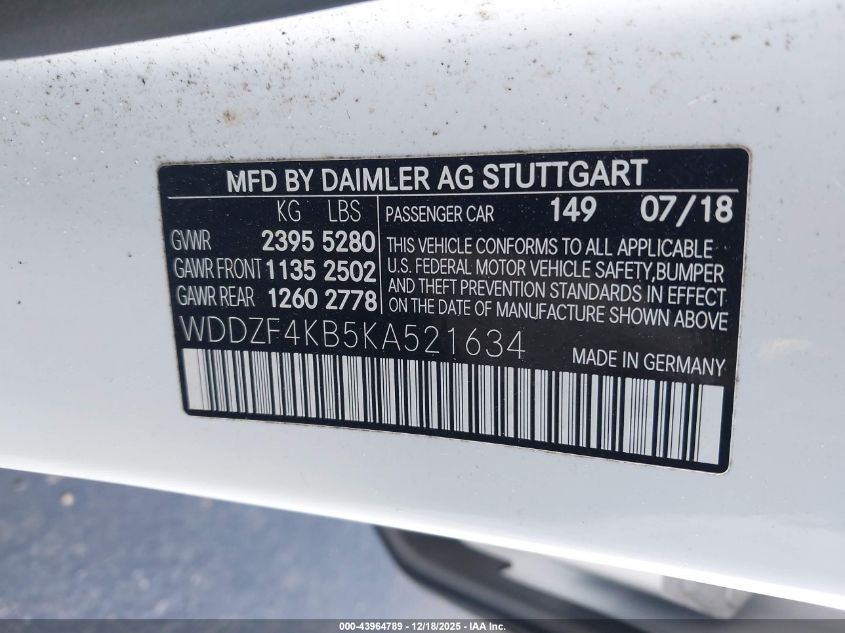 MFD BY DAIMLER AG STUTTGART
KG LBS
GVWR 2395 5280
GAWR FRONT 1135 2502
GAWR REAR 1260 2778
PASSENGER CAR 149 07/18
THIS VEHICLE CONFORMS TO ALL APPLICABLE
U.S. FEDERAL MOTOR VEHICLE SAFETY,BUMPER
AND THEFT PREVENTION STANDARDS IN EFFECT
ON THE DATE OF MANUFACTURE SHOWN ABOVE.
WDDZF4KB5KA521634
MADE IN GERMANY
000-43964789 - 12/18/2025 - IAA Inc.